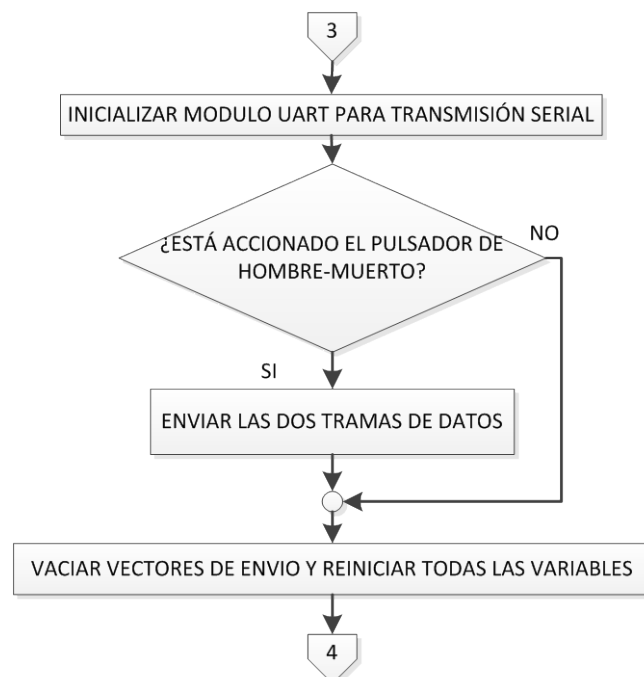 3
INICIALIZAR MODULO UART PARA TRANSMISIÓN SERIAL
¿ESTÁ ACCIONADO EL PULSADOR DE
HOMBRE-MUERTO?
NO
SI
ENVIAR LAS DOS TRAMAS DE DATOS
VACIAR VECTORES DE ENVIO Y REINICIAR TODAS LAS VARIABLES
4